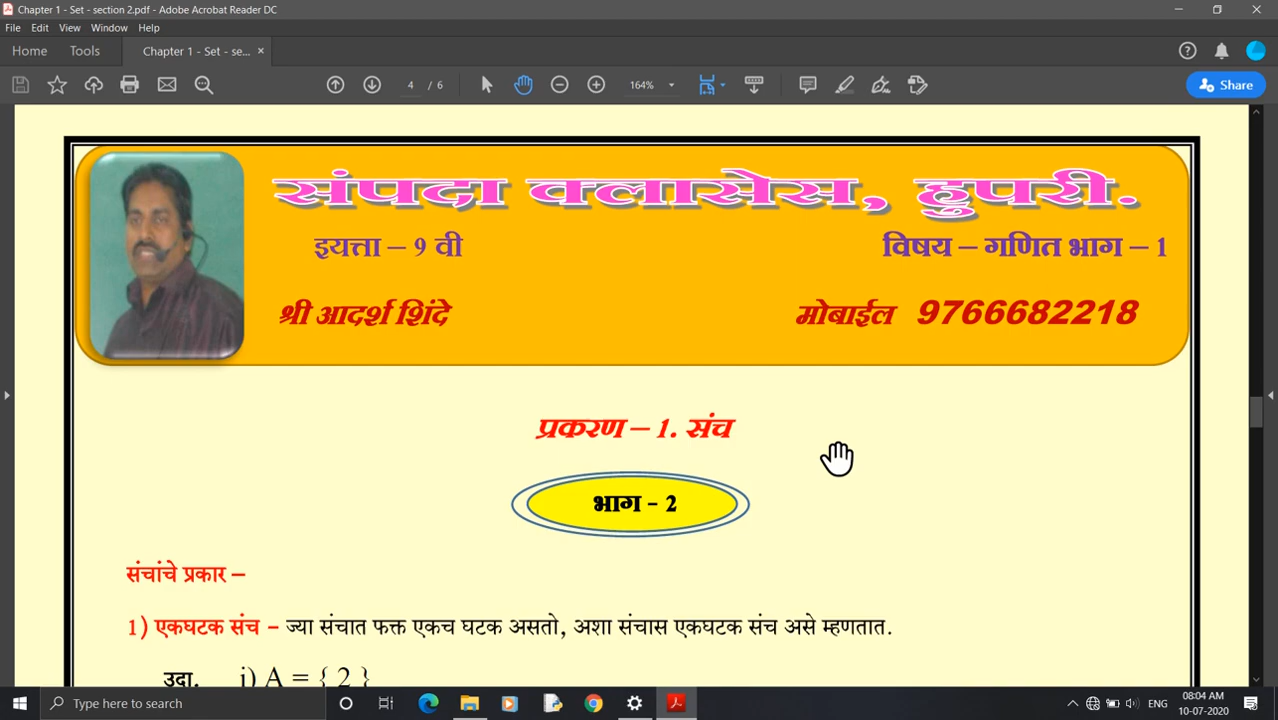 Chapter 1 - Set - section 2.pdf - Adobe Acrobat Reader DC
File Edit View Window Help
Home Tools Chapter 1 - Set - se... ×
4 / 6 164% Share
संपदा क्लासेस, हुपरी.
इयत्ता – 9 वी विषय – गणित भाग – 1
श्री आदर्श शिंदे मोबाईल 9766682218
प्रकरण – 1. संच
भाग - 2
संचांचे प्रकार –
1) एकघटक संच - ज्या संचात फक्त एकच घटक असतो, अशा संचास एकघटक संच असे म्हणतात.
उदा. i) A = { 2 }
Type here to search ENG 08:04 AM
10-07-2020